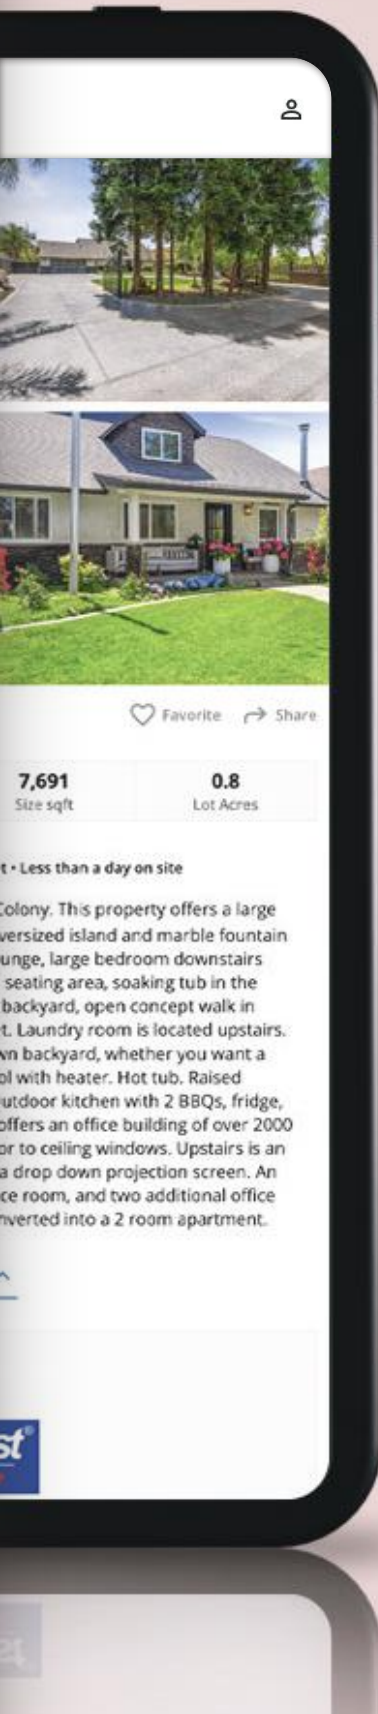 Favorite Share
7,691 0.8
Size sqft Lot Acres
t • Less than a day on site
Colony. This property offers a large
versized island and marble fountain
unge, large bedroom downstairs
seating area, soaking tub in the
backyard, open concept walk in
t. Laundry room is located upstairs.
wn backyard, whether you want a
ol with heater. Hot tub. Raised
utdoor kitchen with 2 BBQs, fridge,
offers an office building of over 2000
or to ceiling windows. Upstairs is an
a drop down projection screen. An
ce room, and two additional office
nverted into a 2 room apartment.
st®